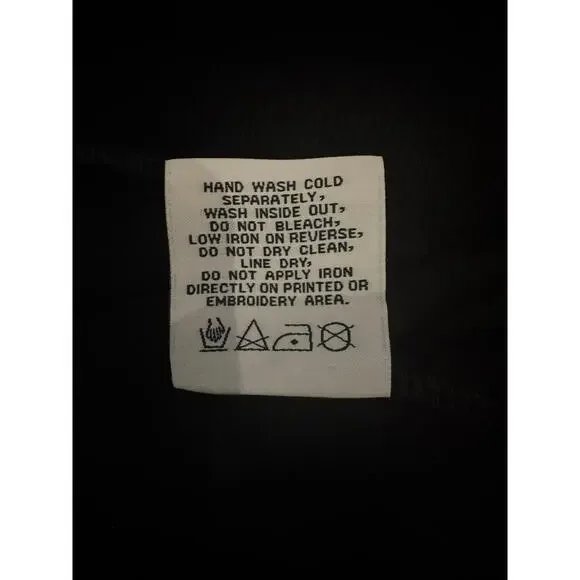 HAND WASH COLD
SEPARATELY,
WASH INSIDE OUT,
DO NOT BLEACH,
LOW IRON ON REVERSE,
DO NOT DRY CLEAN,
LINE DRY,
DO NOT APPLY IRON
DIRECTLY ON PRINTED OR
EMBROIDERY AREA.